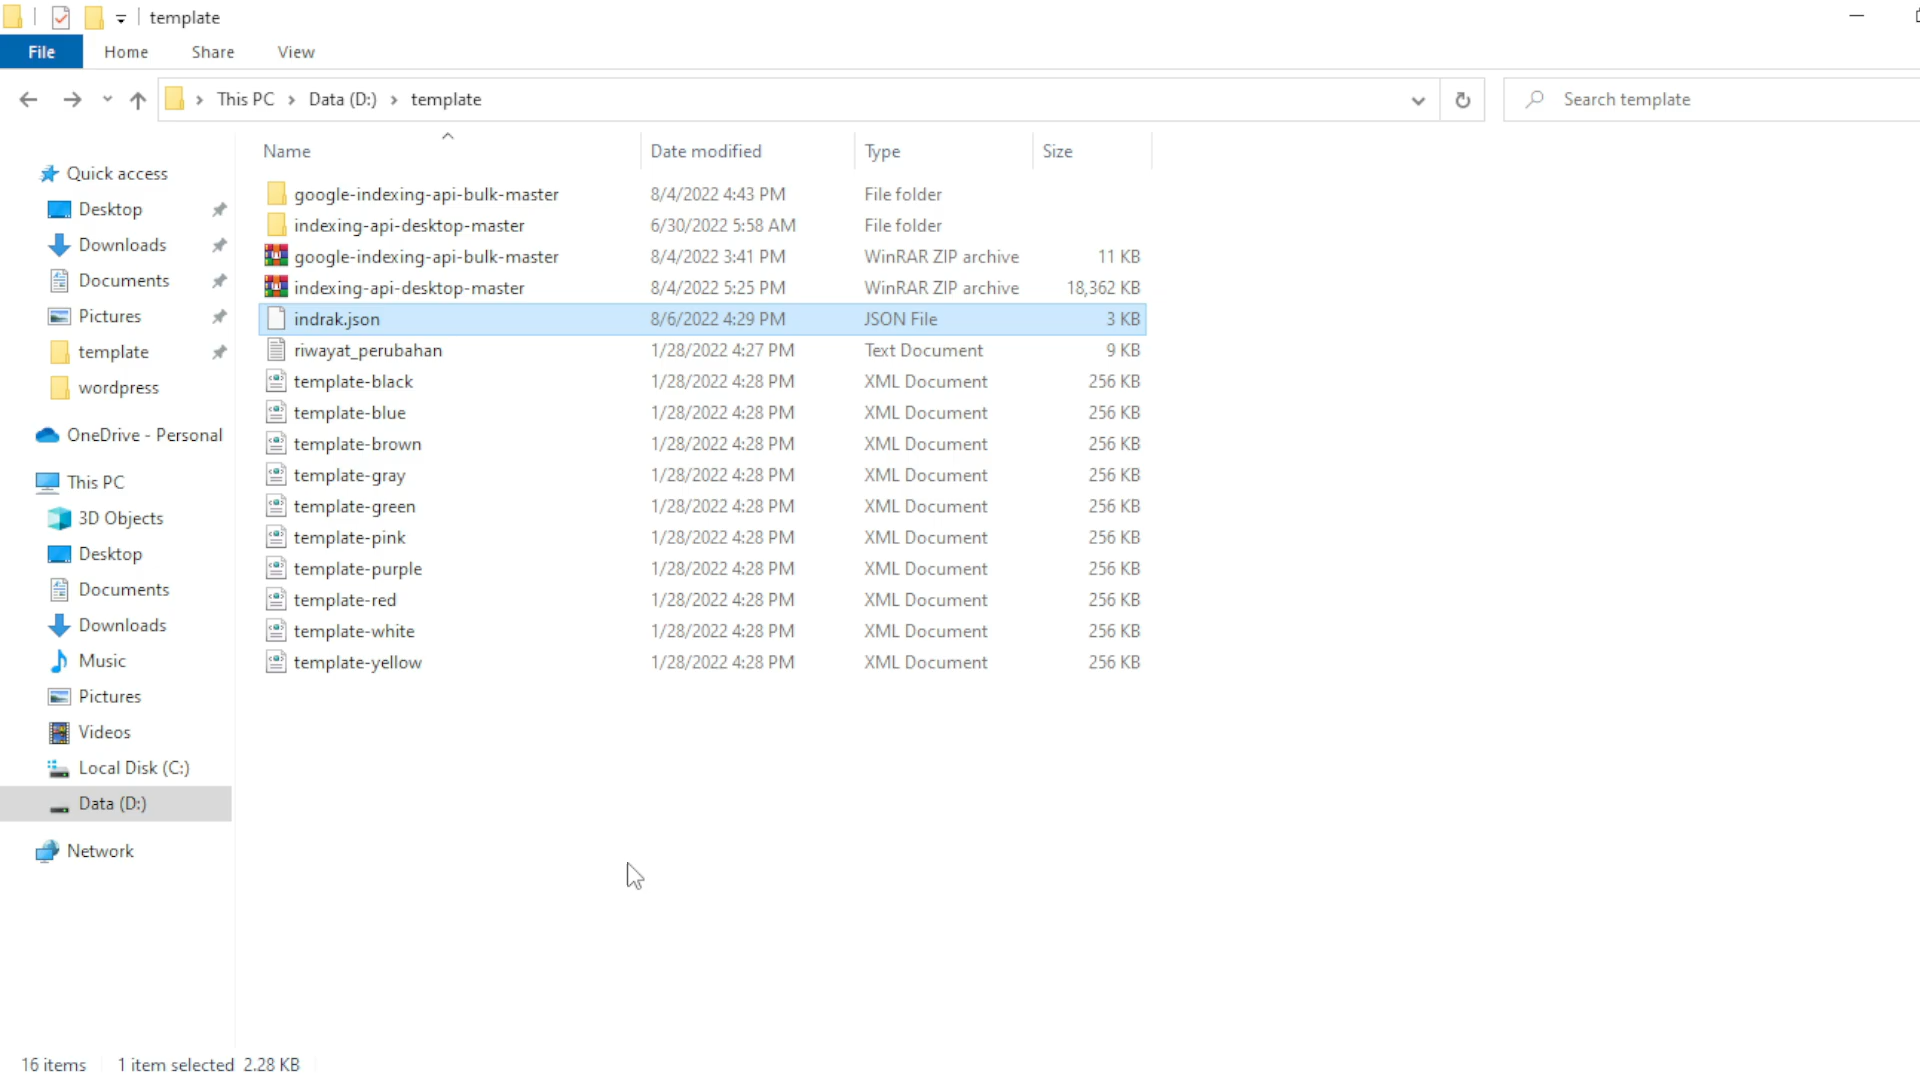 template
File Home Share View
This PC Data (D:) template
Search template
Name Date modified Type Size
Quick access
Desktop
Downloads
Documents
Pictures
template
wordpress
OneDrive - Personal
This PC
3D Objects
Desktop
Documents
Downloads
Music
Pictures
Videos
Local Disk (C:)
Data (D:)
Network
google-indexing-api-bulk-master 8/4/2022 4:43 PM File folder
indexing-api-desktop-master 6/30/2022 5:58 AM File folder
google-indexing-api-bulk-master 8/4/2022 3:41 PM WinRAR ZIP archive 11 KB
indexing-api-desktop-master 8/4/2022 5:25 PM WinRAR ZIP archive 18,362 KB
indrak.json 8/6/2022 4:29 PM JSON File 3 KB
riwayat_perubahan 1/28/2022 4:27 PM Text Document 9 KB
template-black 1/28/2022 4:28 PM XML Document 256 KB
template-blue 1/28/2022 4:28 PM XML Document 256 KB
template-brown 1/28/2022 4:28 PM XML Document 256 KB
template-gray 1/28/2022 4:28 PM XML Document 256 KB
template-green 1/28/2022 4:28 PM XML Document 256 KB
template-pink 1/28/2022 4:28 PM XML Document 256 KB
template-purple 1/28/2022 4:28 PM XML Document 256 KB
template-red 1/28/2022 4:28 PM XML Document 256 KB
template-white 1/28/2022 4:28 PM XML Document 256 KB
template-yellow 1/28/2022 4:28 PM XML Document 256 KB
16 items 1 item selected 2.28 KB